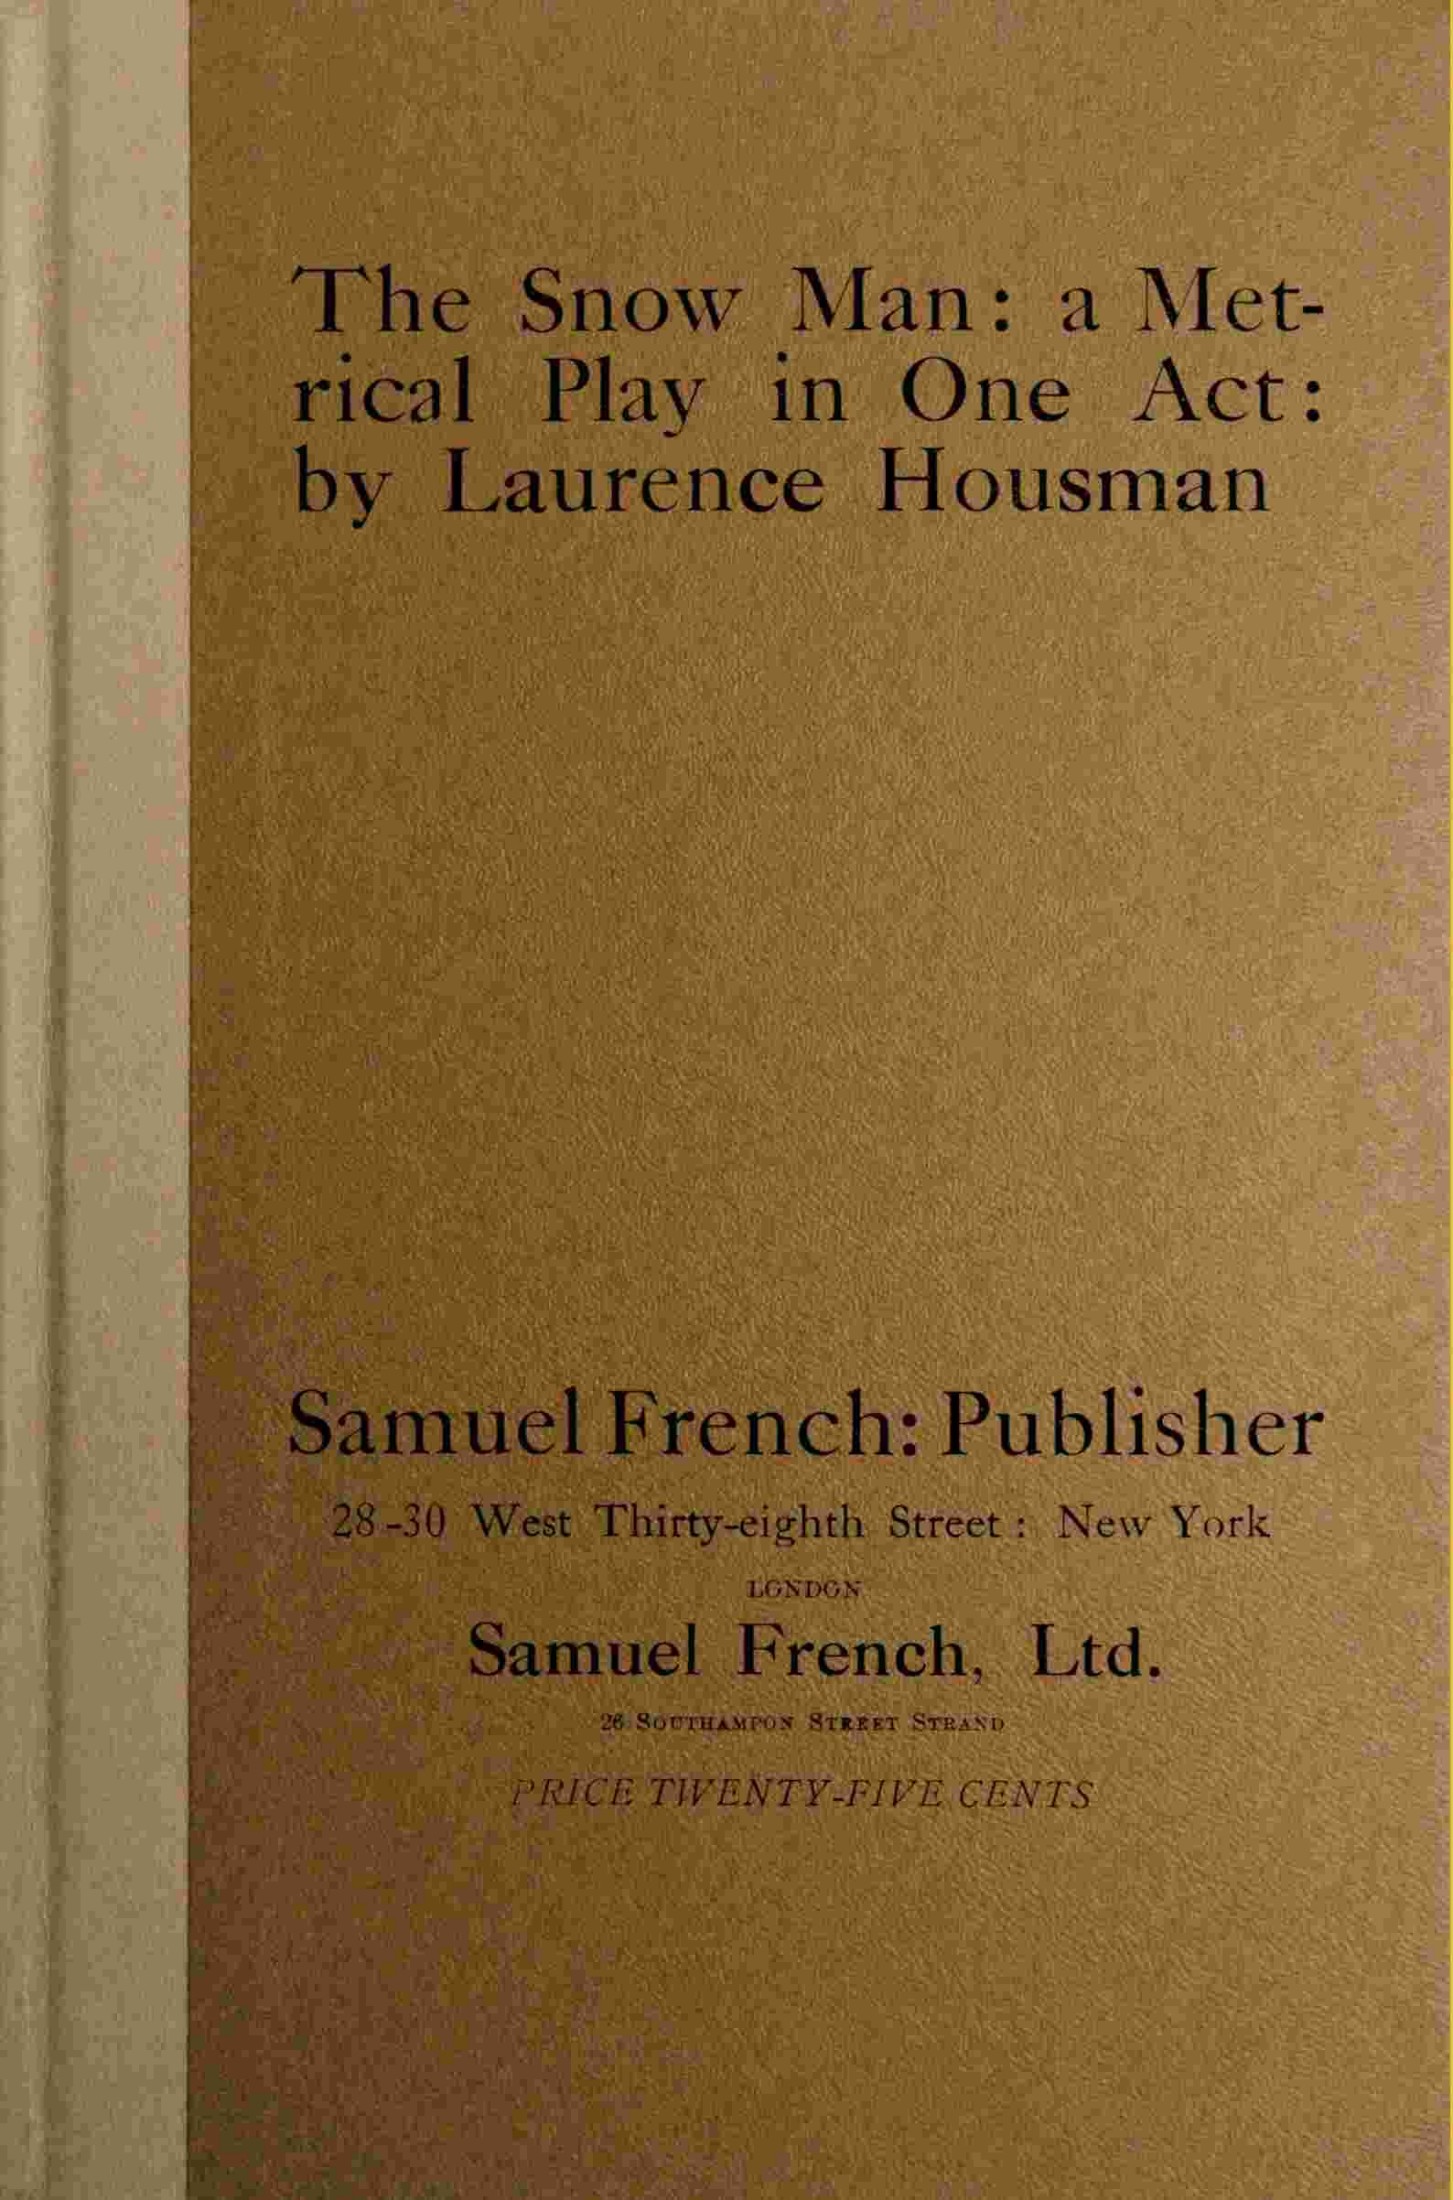 The Snow Man: a Met-
rical Play in One Act:
by Laurence Housman
Samuel French: Publisher
28-30 West Thirty-eighth Street: New York
LONDON
Samuel French, Ltd.
26 SOUTHAMPON STREET STRAND
PRICE TWENTY-FIVE CENTS